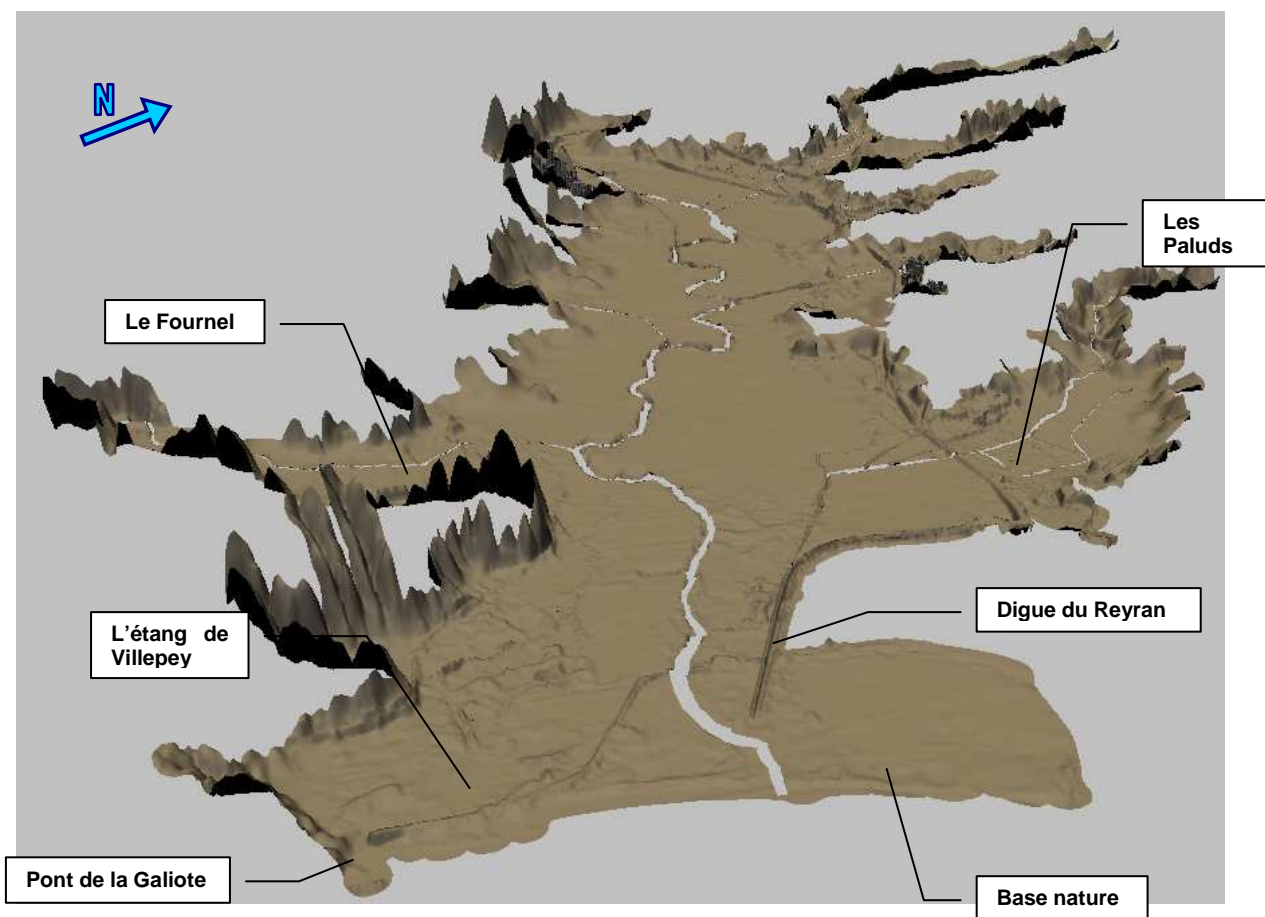 N
Les
Paluds
Le Fournel
Digue du Reyran
L'étang de
Villepey
Pont de la Galiote
Base nature